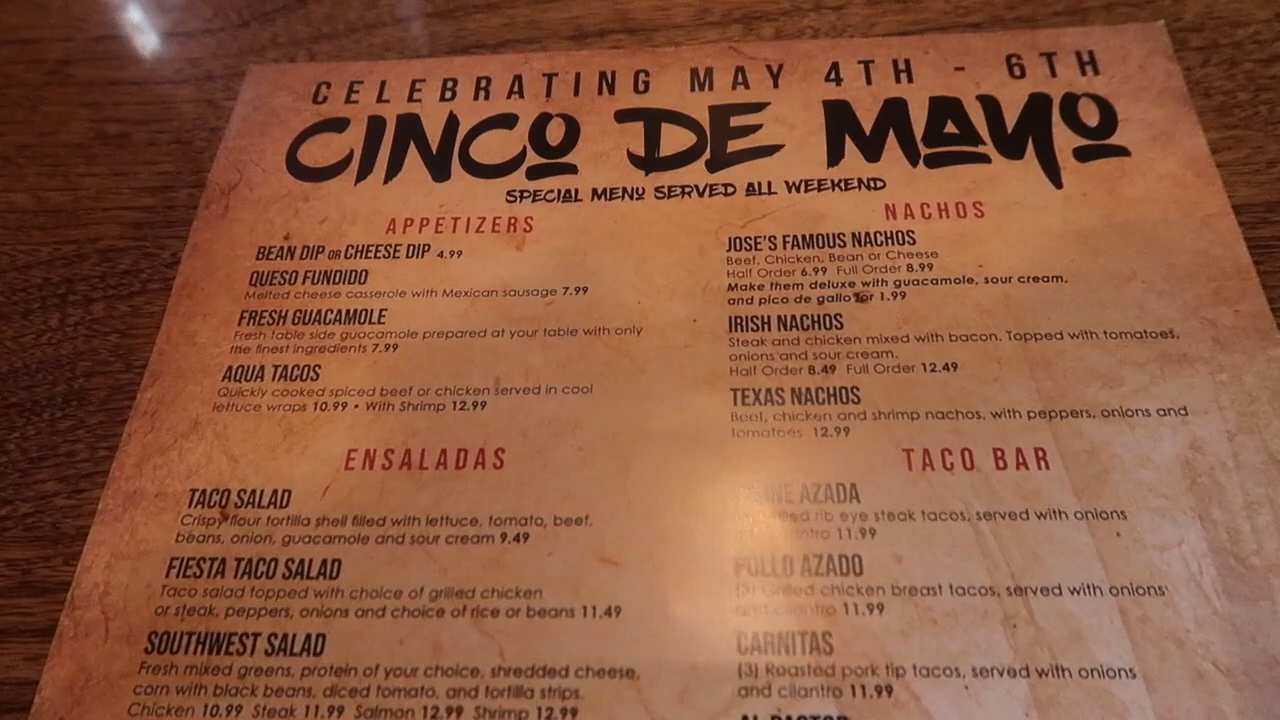 CELEBRATING MAY 4TH - 6TH
CINCO DE MAYO
SPECIAL MENU SERVED ALL WEEKEND
APPETIZERS
BEAN DIP OR CHEESE DIP 4.99
QUESO FUNDIDO
Melted cheese casserole with Mexican sausage 7.99
FRESH GUACAMOLE
Fresh table side guacamole prepared at your table with only
the finest ingredients 7.99
AQUA TACOS
Quickly cooked spiced beef or chicken served in cool
lettuce wraps 10.99 • With Shrimp 12.99
ENSALADAS
TACO SALAD
Crispy flour tortilla shell filled with lettuce, tomato, beef,
beans, onion, guacamole and sour cream 9.49
FIESTA TACO SALAD
Taco salad topped with choice of grilled chicken
or steak, peppers, onions and choice of rice or beans 11.49
SOUTHWEST SALAD
Fresh mixed greens, protein of your choice, shredded cheese,
corn with black beans, diced tomato, and tortilla strips.
Chicken 10.99 Steak 11.99 Salmon 12.99 Shrimp 12.99
NACHOS
JOSE'S FAMOUS NACHOS
Beef, Chicken, Bean or Cheese
Half Order 6.99 Full Order 8.99
Make them deluxe with guacamole, sour cream,
and pico de gallo for 1.99
IRISH NACHOS
Steak and chicken mixed with bacon. Topped with tomatoes,
onions and sour cream.
Half Order 8.49 Full Order 12.49
TEXAS NACHOS
Beef, chicken and shrimp nachos, with peppers, onions and
tomatoes 12.99
TACO BAR
AZADA
rib eye steak tacos, served with onions
11.99
POLLO AZADO
(3) Grilled chicken breast tacos, served with onions
and cilantro 11.99
CARNITAS
(3) Roasted pork tip tacos, served with onions
and cilantro 11.99
AL PASTOR